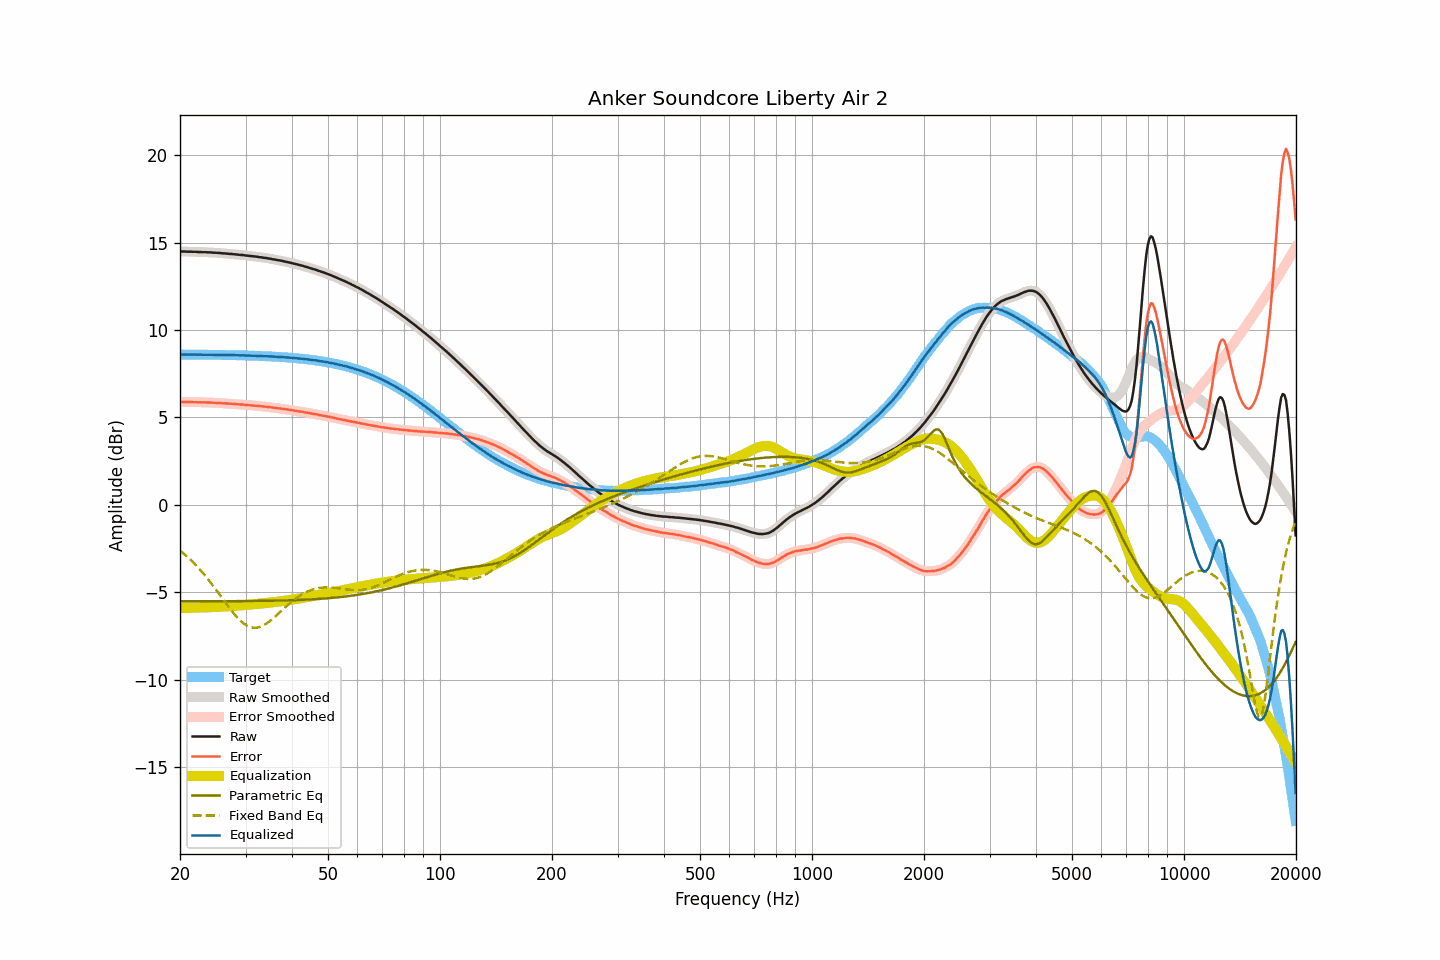 Anker Soundcore Liberty Air 2
20
15
10
5
0
−5
−10
−15
Amplitude (dBr)
Target
Raw Smoothed
Error Smoothed
Raw
Error
Equalization
Parametric Eq
Fixed Band Eq
Equalized
20 50 100 200 500 1000 2000 5000 10000 20000
Frequency (Hz)